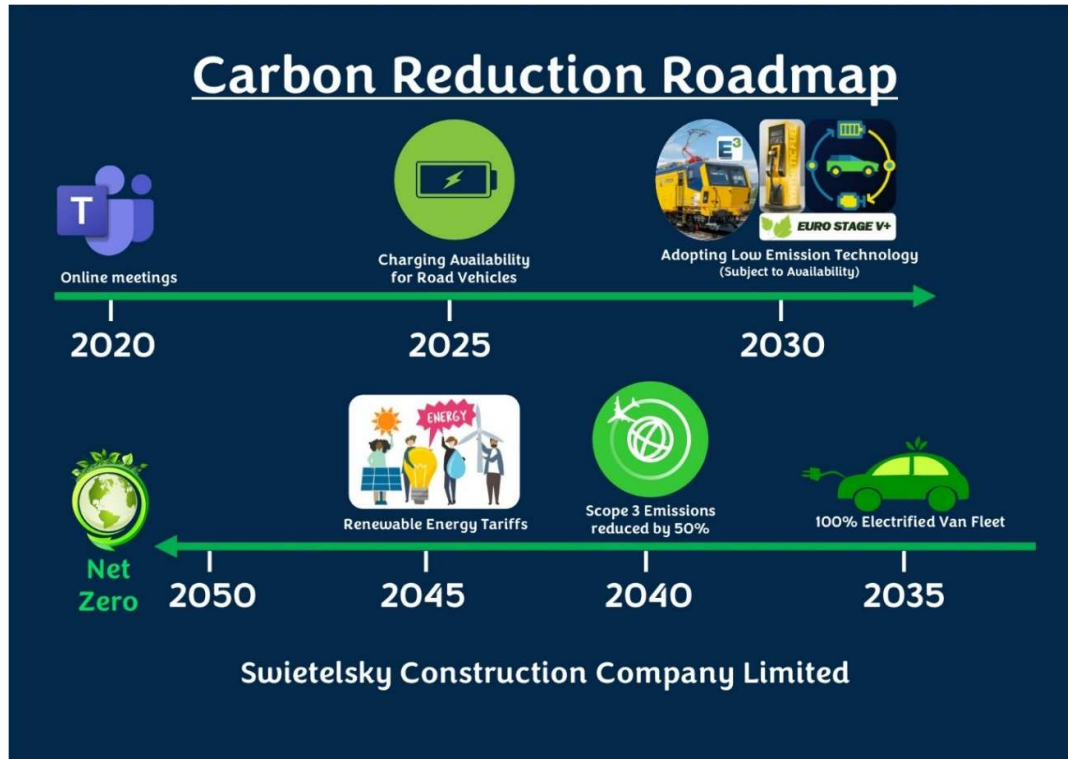 Carbon Reduction Roadmap
T
E³
EURO STAGE V+
Online meetings
Charging Availability
for Road Vehicles
Adopting Low Emission Technology
(Subject to Availability)
2020
2025
2030
ENERGY
Renewable Energy Tariffs
Scope 3 Emissions
reduced by 50%
100% Electrified Van Fleet
Net
Zero
2050
2045
2040
2035
Swietelsky Construction Company Limited